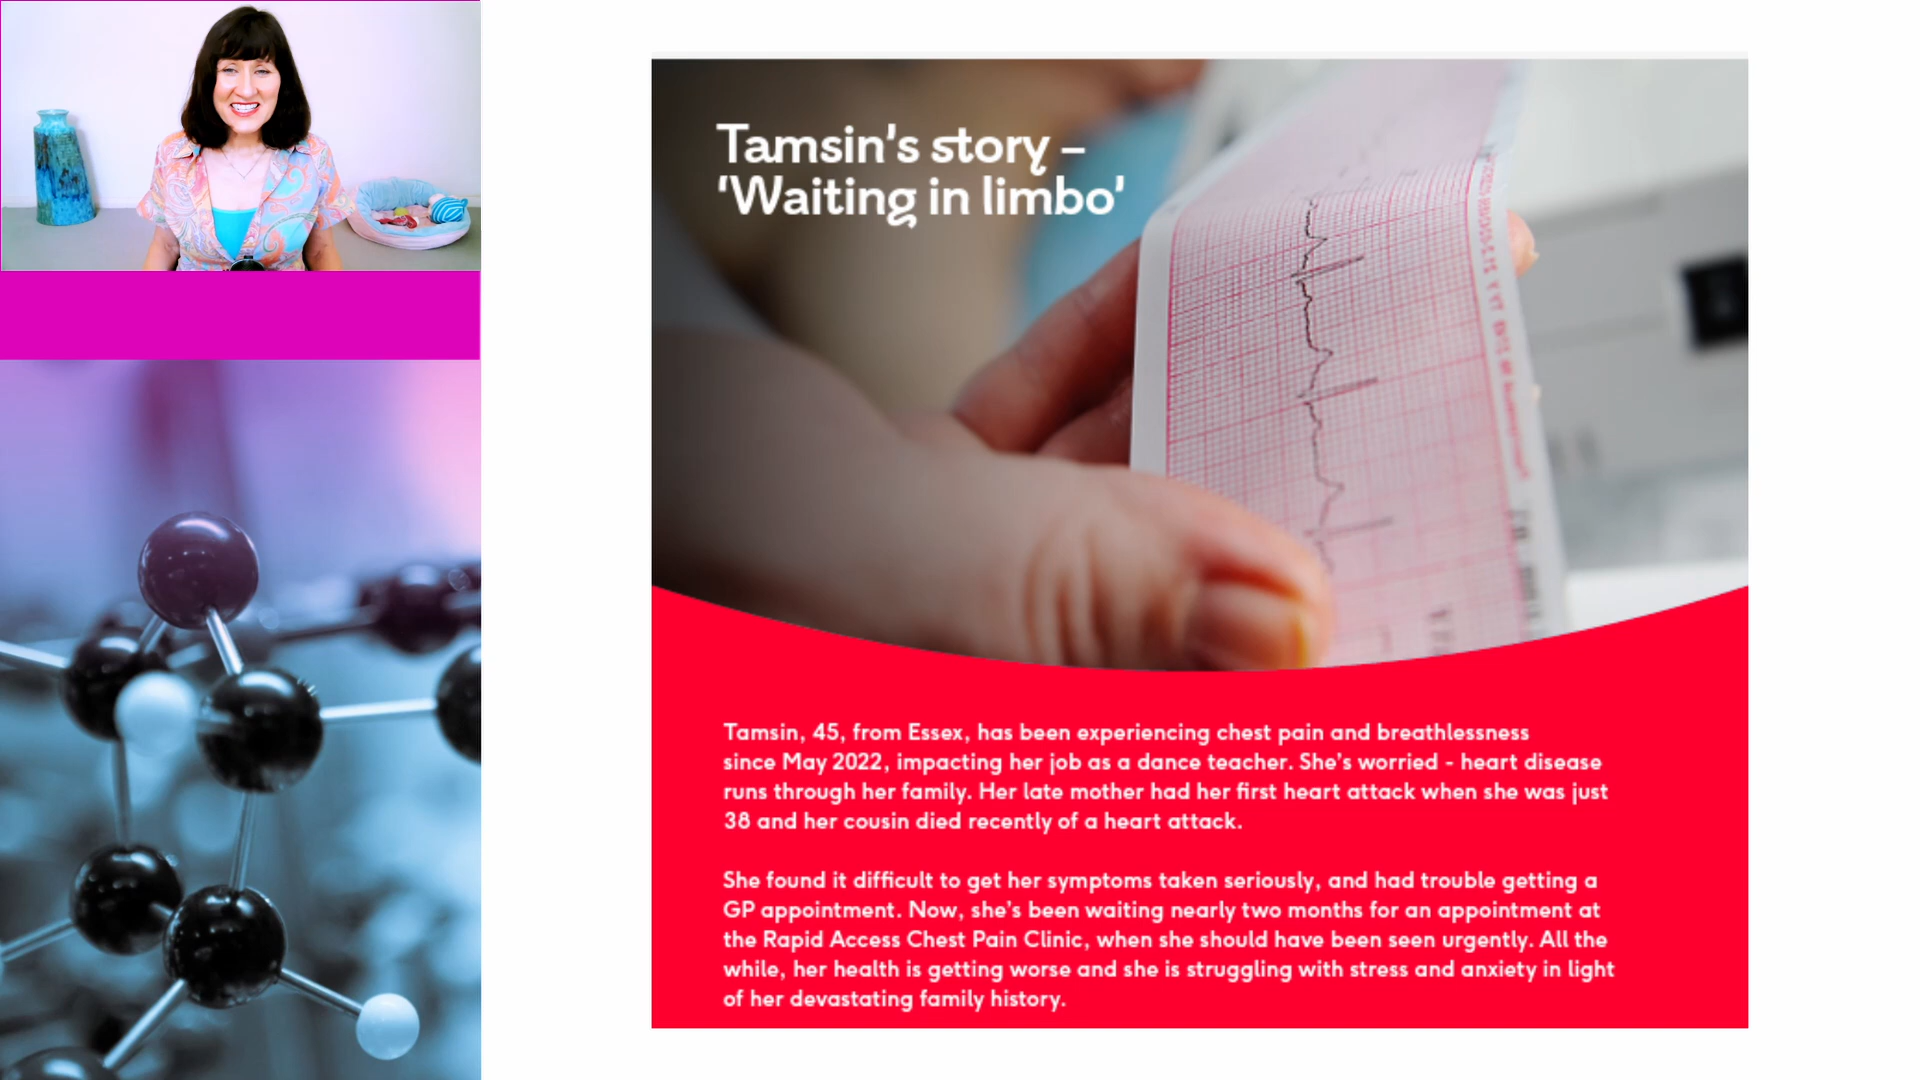 Tamsin's story –
'Waiting in limbo'
Tamsin, 45, from Essex, has been experiencing chest pain and breathlessness
since May 2022, impacting her job as a dance teacher. She's worried - heart disease
runs through her family. Her late mother had her first heart attack when she was just
38 and her cousin died recently of a heart attack.
She found it difficult to get her symptoms taken seriously, and had trouble getting a
GP appointment. Now, she's been waiting nearly two months for an appointment at
the Rapid Access Chest Pain Clinic, when she should have been seen urgently. All the
while, her health is getting worse and she is struggling with stress and anxiety in light
of her devastating family history.